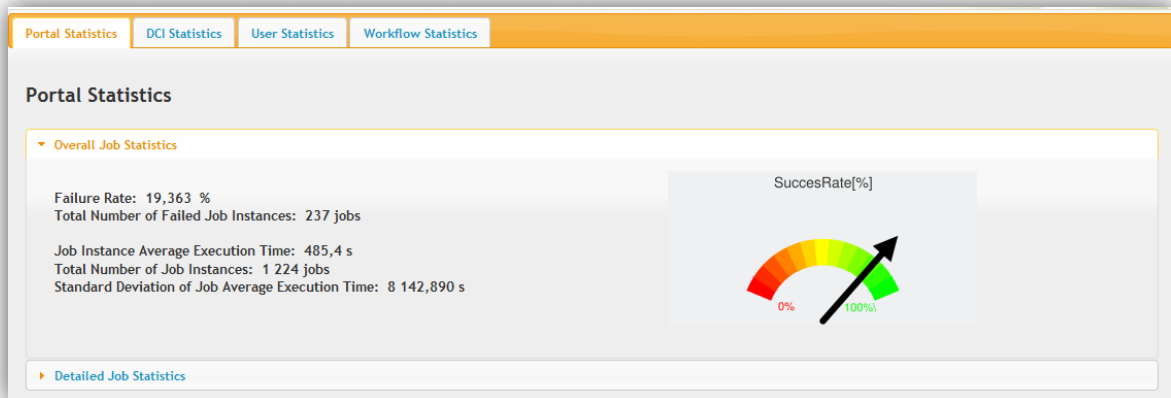 Portal Statistics
DCI Statistics
User Statistics
Workflow Statistics
Portal Statistics
Overall Job Statistics
Failure Rate: 19,363 %
Total Number of Failed Job Instances: 237 jobs
Job Instance Average Execution Time: 485,4 s
Total Number of Job Instances: 1 224 jobs
Standard Deviation of Job Average Execution Time: 8 142,890 s
SuccesRate[%]
0%
100%\
Detailed Job Statistics